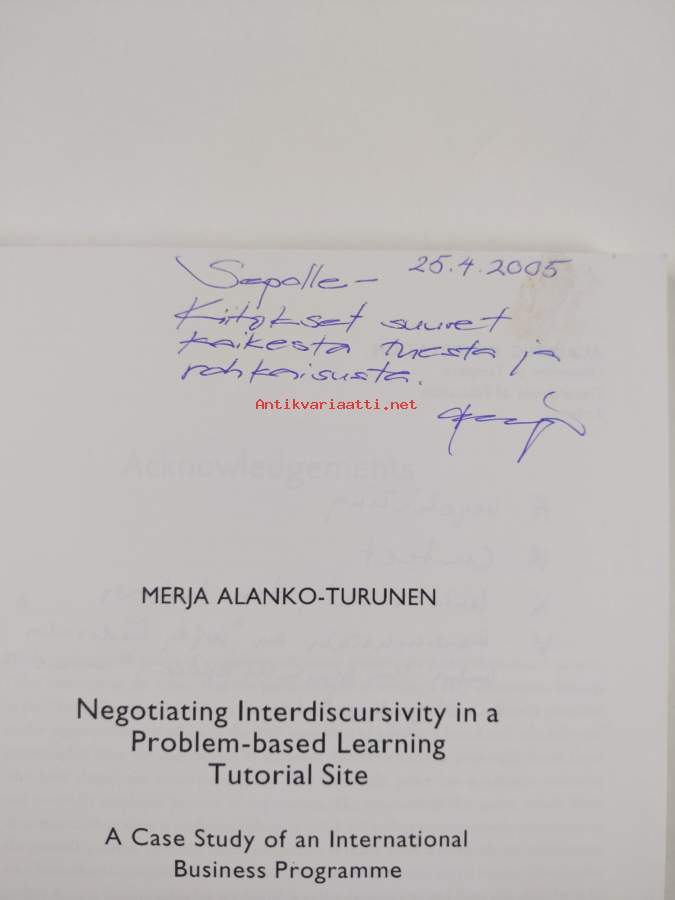 Sepolle – 25.4.2005
Kiitokset suuret
kaikesta tuesta ja
rohkaisusta.
Antikvariaatti.net
Acknowledgements
MERJA ALANKO-TURUNEN
Negotiating Interdiscursivity in a
Problem-based Learning
Tutorial Site
A Case Study of an International
Business Programme